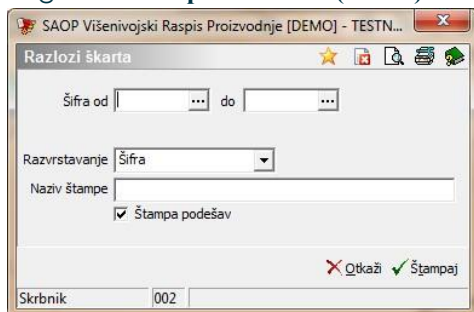 SAOP Višenivojski Raspis Proizvodnje [DEMO] - TESTN...
Razlozi škarta
Šifra od ... do ...
Razvrstavanje Šifra
Naziv štampe
Štampa podešav
Otkaži Štampaj
Skrbnik 002